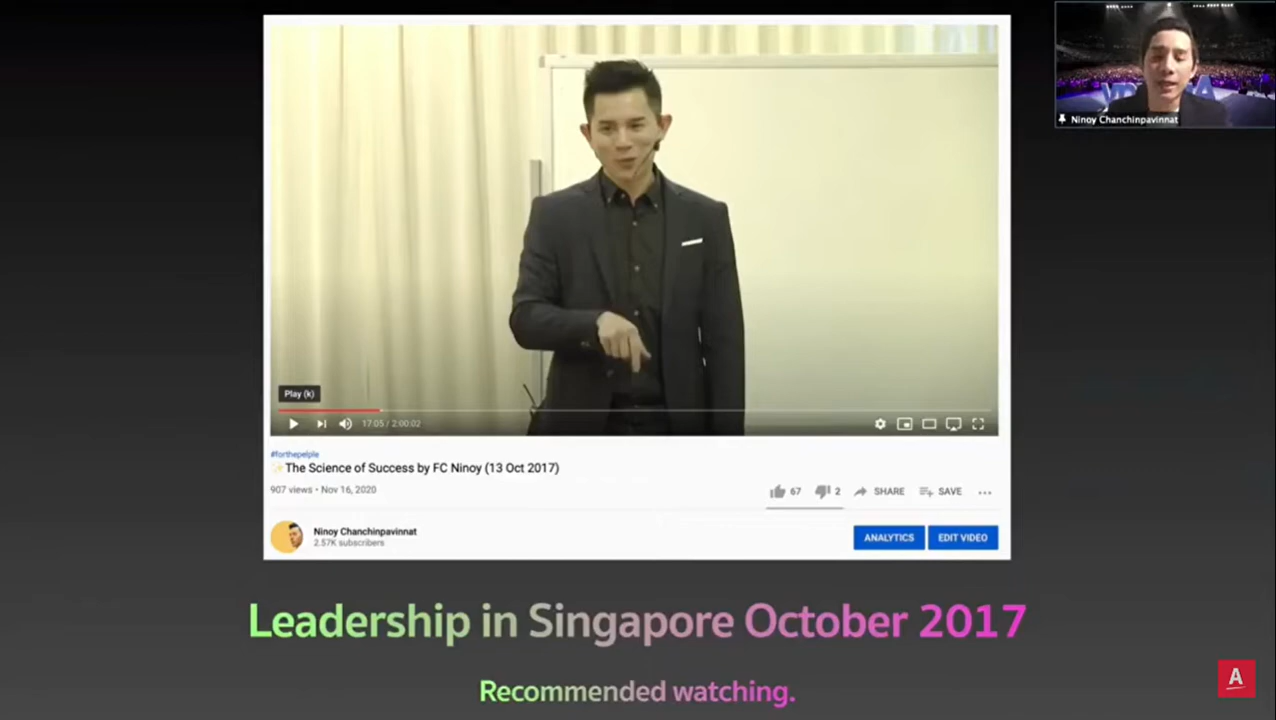 Ninoy Chanchinpavinnat
Play (k)
17:05 / 2:00:02
#forthepelple
✨The Science of Success by FC Ninoy (13 Oct 2017)
907 views • Nov 16, 2020
67
2
SHARE
SAVE
Ninoy Chanchinpavinnat
2.57K subscribers
ANALYTICS
EDIT VIDEO
Leadership in Singapore October 2017
Recommended watching.
A